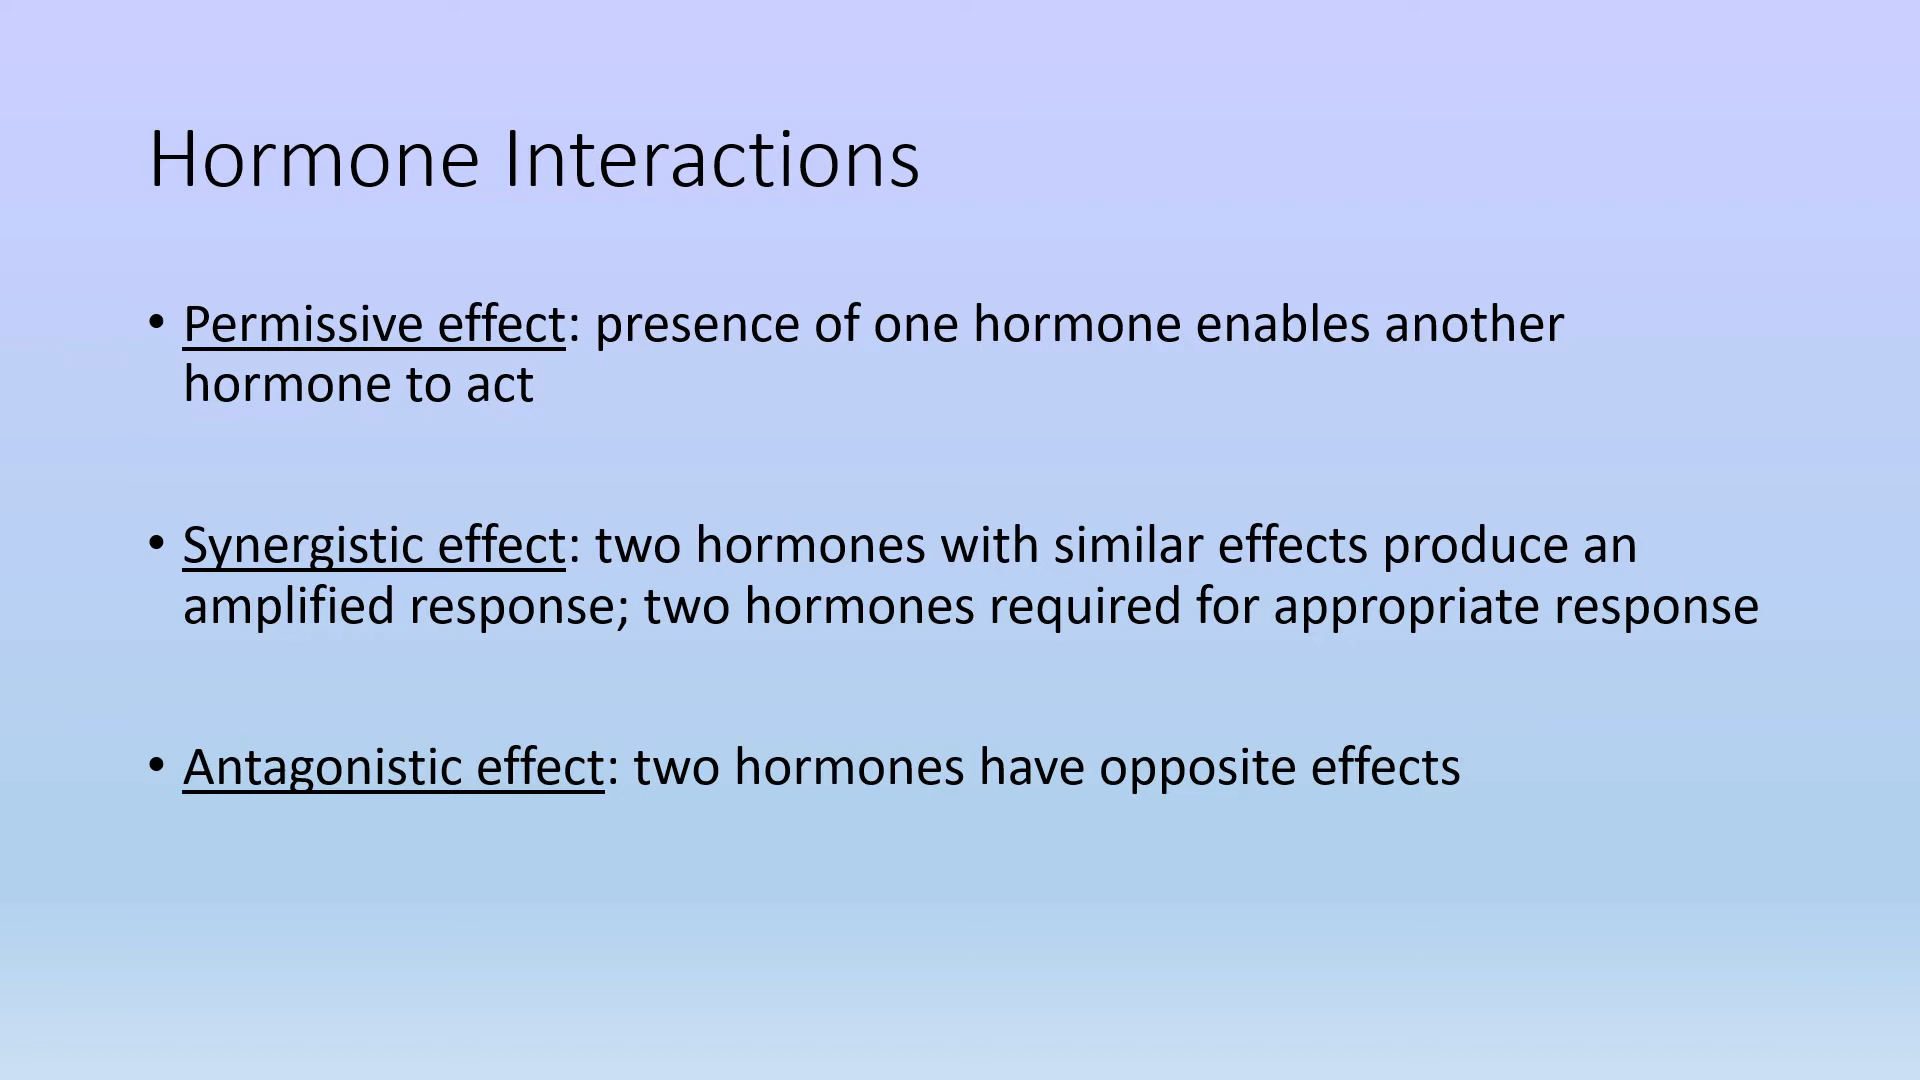 Hormone Interactions
• Permissive effect: presence of one hormone enables another
hormone to act
• Synergistic effect: two hormones with similar effects produce an
amplified response; two hormones required for appropriate response
• Antagonistic effect: two hormones have opposite effects